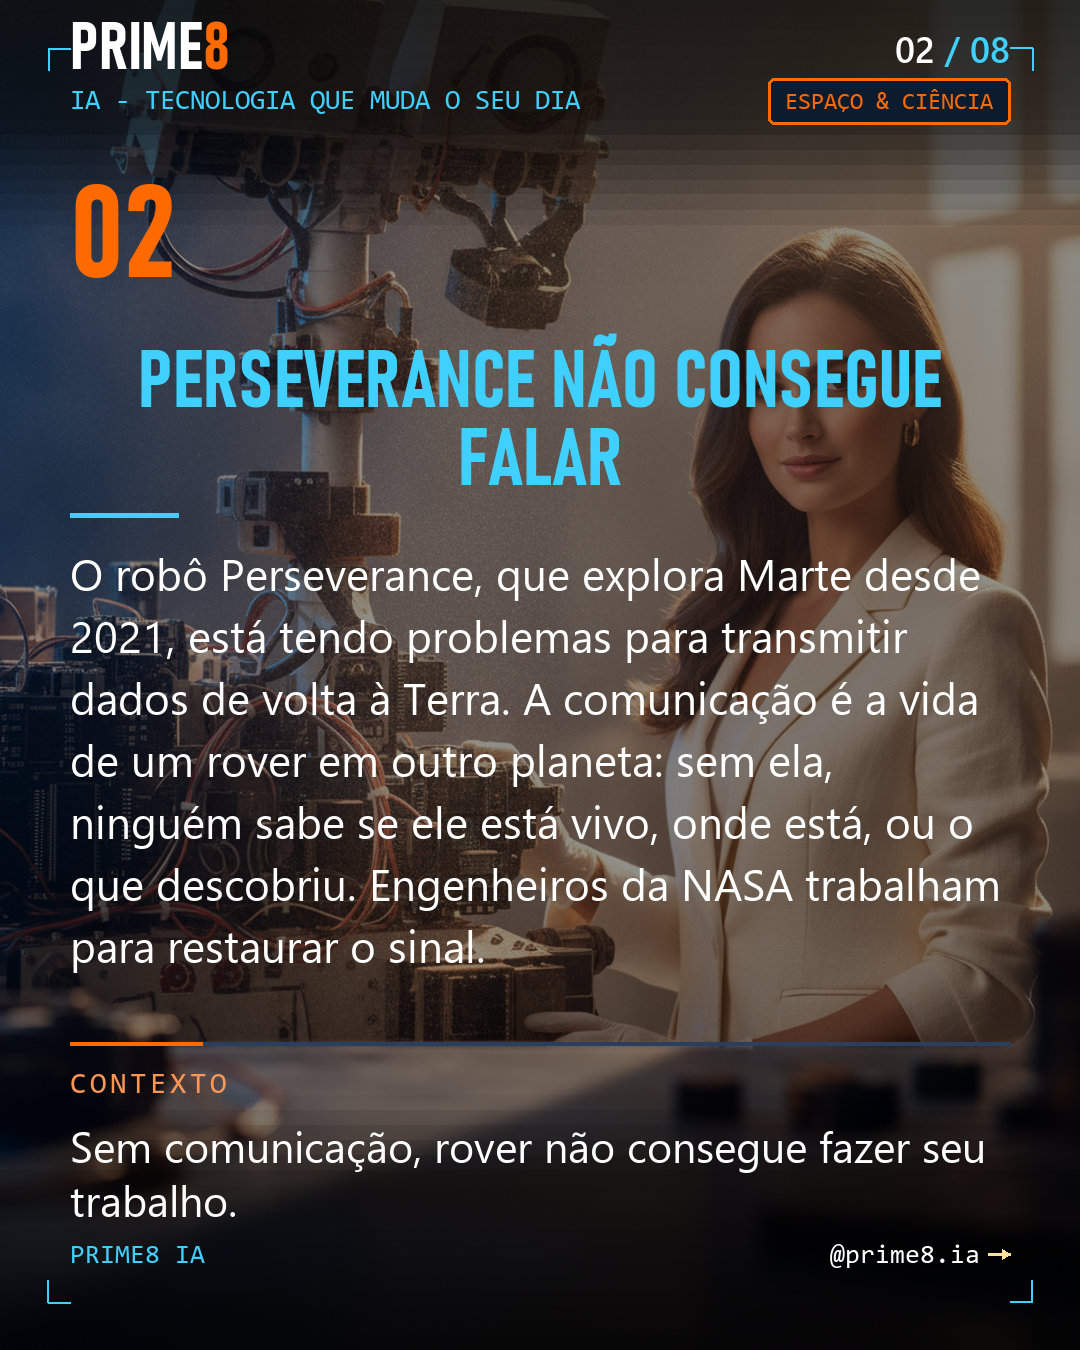 PRIME8
02 / 08
IA - TECNOLOGIA QUE MUDA O SEU DIA
ESPAÇO & CIÊNCIA
02
PERSEVERANCE NÃO CONSEGUE
FALAR
O robô Perseverance, que explora Marte desde
2021, está tendo problemas para transmitir
dados de volta à Terra. A comunicação é a vida
de um rover em outro planeta: sem ela,
ninguém sabe se ele está vivo, onde está, ou o
que descobriu. Engenheiros da NASA trabalham
para restaurar o sinal.
CONTEXTO
Sem comunicação, rover não consegue fazer seu
trabalho.
PRIME8 IA
@prime8.ia